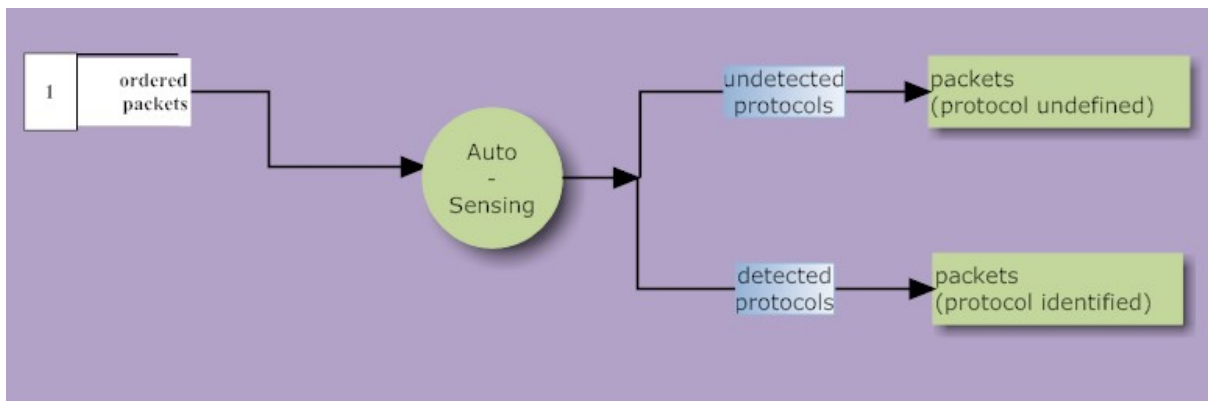 1
ordered
packets
Auto
-
Sensing
undetected
protocols
packets
(protocol undefined)
detected
protocols
packets
(protocol identified)